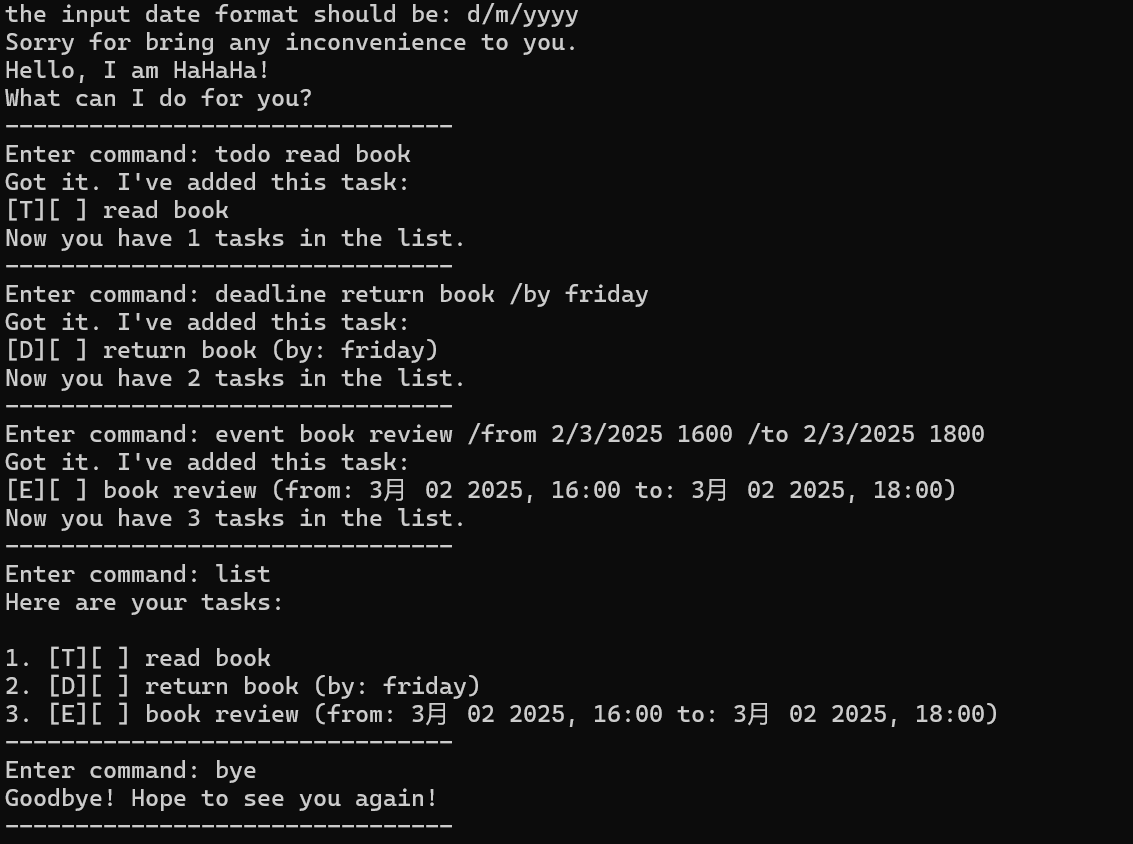 the input date format should be: d/m/yyyy
Sorry for bring any inconvenience to you.
Hello, I am HaHaHa!
What can I do for you?
--------------------------------
Enter command: todo read book
Got it. I've added this task:
[T][ ] read book
Now you have 1 tasks in the list.
--------------------------------
Enter command: deadline return book /by friday
Got it. I've added this task:
[D][ ] return book (by: friday)
Now you have 2 tasks in the list.
--------------------------------
Enter command: event book review /from 2/3/2025 1600 /to 2/3/2025 1800
Got it. I've added this task:
[E][ ] book review (from: 3月 02 2025, 16:00 to: 3月 02 2025, 18:00)
Now you have 3 tasks in the list.
--------------------------------
Enter command: list
Here are your tasks:

1. [T][ ] read book
2. [D][ ] return book (by: friday)
3. [E][ ] book review (from: 3月 02 2025, 16:00 to: 3月 02 2025, 18:00)
--------------------------------
Enter command: bye
Goodbye! Hope to see you again!
--------------------------------